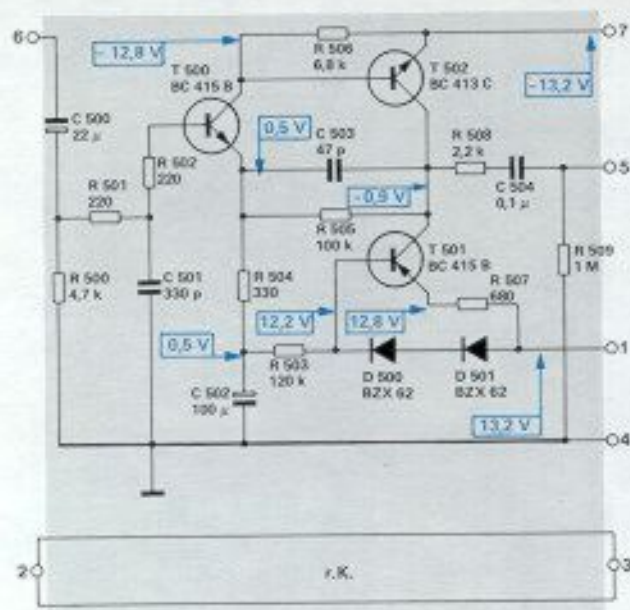 6
7
- 12,8 V
R 506
6,8 k
T 500
BC 415 B
T 502
BC 413 C
-13,2 V
C 500
22 µ
0,5 V
C 503
47 p
R 508
2,2 k
R 502
220
5
R 501
220
C 504
0,1 µ
- 0,9 V
R 505
100 k
T 501
BC 415 B
R 509
1 M
R 500
4,7 k
C 501
330 p
R 504
330
R 507
680
12,2 V
12,8 V
0,5 V
1
R 503
120 k
D 500
BZX 62
D 501
BZX 62
C 502
100 µ
13,2 V
4
2
r.K.
3